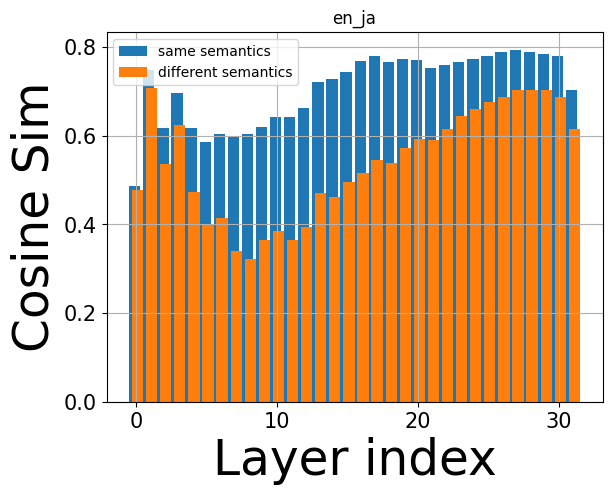 en_ja
same semantics
different semantics
Cosine Sim
0.8
0.6
0.4
0.2
0.0
0 10 20 30
Layer index